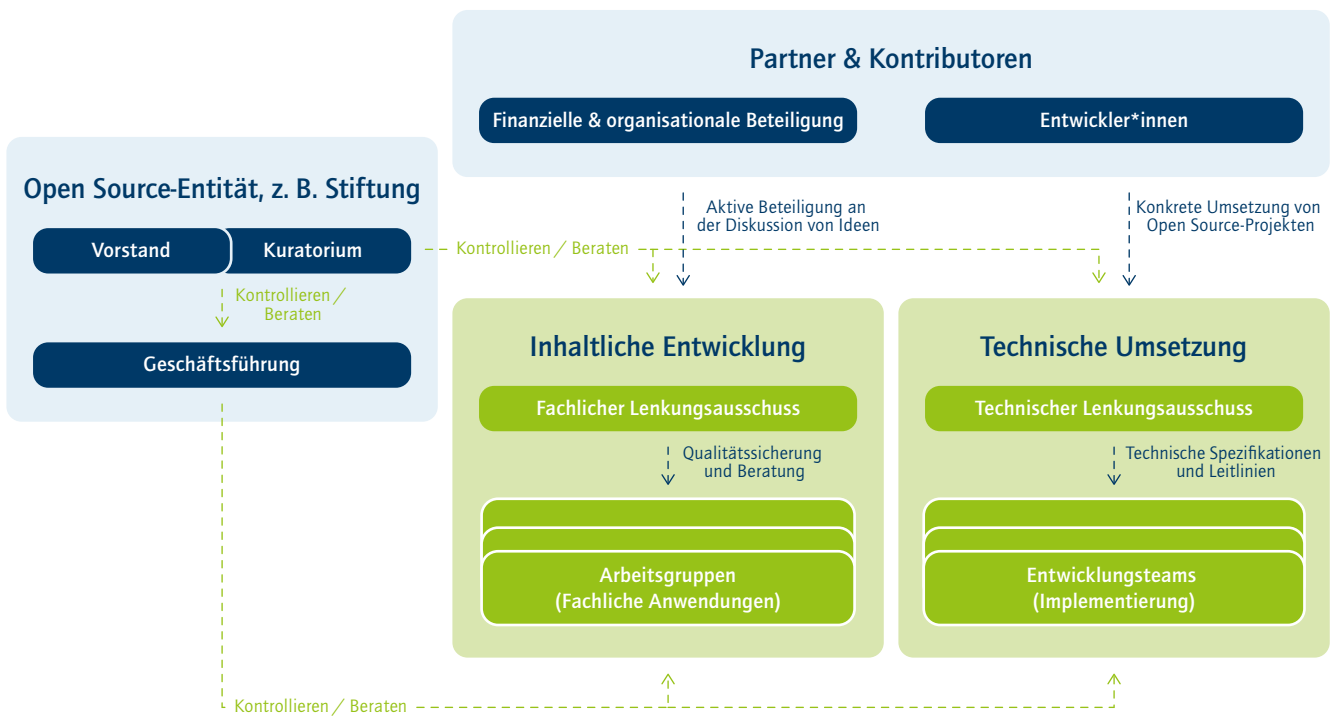 Partner & Kontributoren
Finanzielle & organisationale Beteiligung
Entwickler*innen
Open Source-Entität, z. B. Stiftung
Vorstand
Kuratorium
Kontrollieren / Beraten
Kontrollieren /
Beraten
Geschäftsführung
Aktive Beteiligung an
der Diskussion von Ideen
Konkrete Umsetzung von
Open Source-Projekten
Inhaltliche Entwicklung
Fachlicher Lenkungsausschuss
Qualitätssicherung
und Beratung
Arbeitsgruppen
(Fachliche Anwendungen)
Technische Umsetzung
Technischer Lenkungsausschuss
Technische Spezifikationen
und Leitlinien
Entwicklungsteams
(Implementierung)
Kontrollieren / Beraten